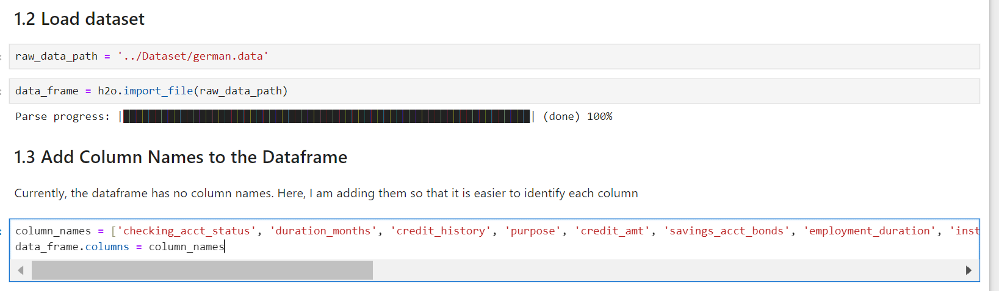 1.2 Load dataset
raw_data_path = '../Dataset/german.data'
data_frame = h2o.import_file(raw_data_path)
Parse progress: || (done) 100%
1.3 Add Column Names to the Dataframe
Currently, the dataframe has no column names. Here, I am adding them so that it is easier to identify each column
column_names = ['checking_acct_status', 'duration_months', 'credit_history', 'purpose', 'credit_amt', 'savings_acct_bonds', 'employment_duration', 'inst
data_frame.columns = column_names